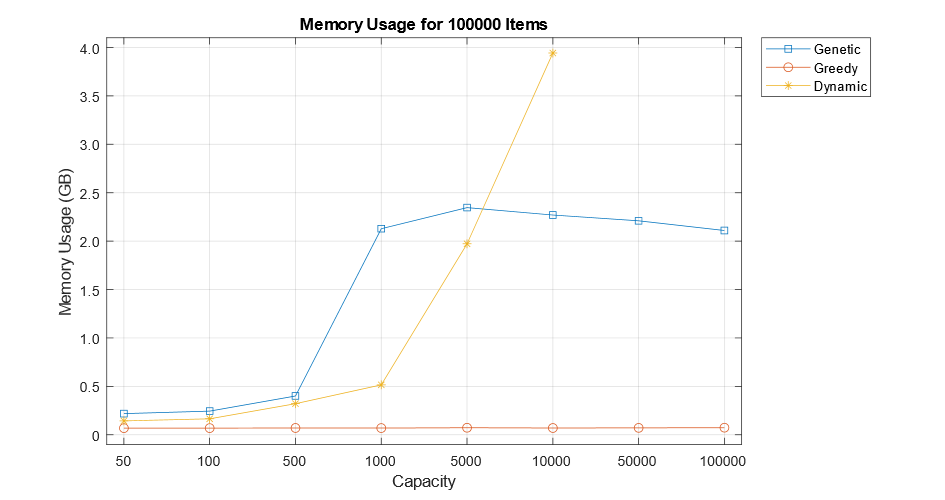 Memory Usage for 100000 Items
Genetic
Greedy
Dynamic
4.0
3.5
3.0
2.5
2.0
1.5
1.0
0.5
0
Memory Usage (GB)
50 100 500 1000 5000 10000 50000 100000
Capacity